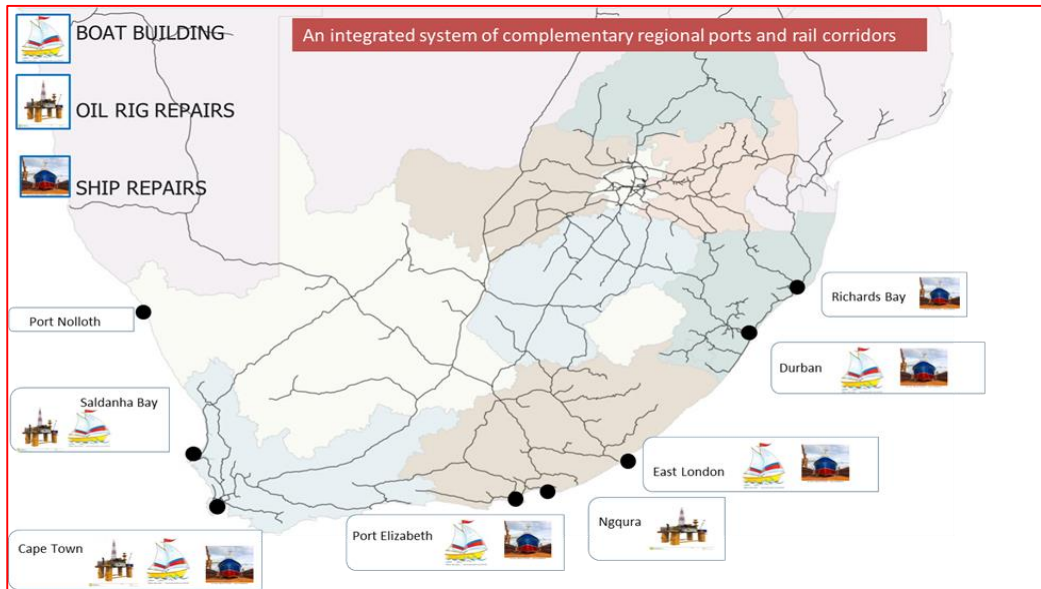 BOAT BUILDING
An integrated system of complementary regional ports and rail corridors
OIL RIG REPAIRS
SHIP REPAIRS
Richards Bay
Port Nolloth
Durban
Saldanha Bay
East London
Ngqura
Port Elizabeth
Cape Town